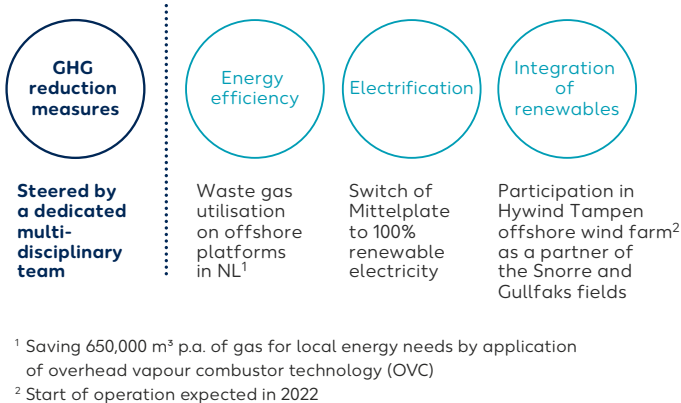 GHG
reduction
measures
Energy
efficiency
Electrification
Integration
of
renewables
Steered by
a dedicated
multi-
disciplinary
team
Waste gas
utilisation
on offshore
platforms
in NL¹
Switch of
Mittelplate
to 100%
renewable
electricity
Participation in
Hywind Tampen
offshore wind farm²
as a partner of
the Snorre and
Gullfaks fields
¹ Saving 650,000 m³ p.a. of gas for local energy needs by application
of overhead vapour combustor technology (OVC)
² Start of operation expected in 2022